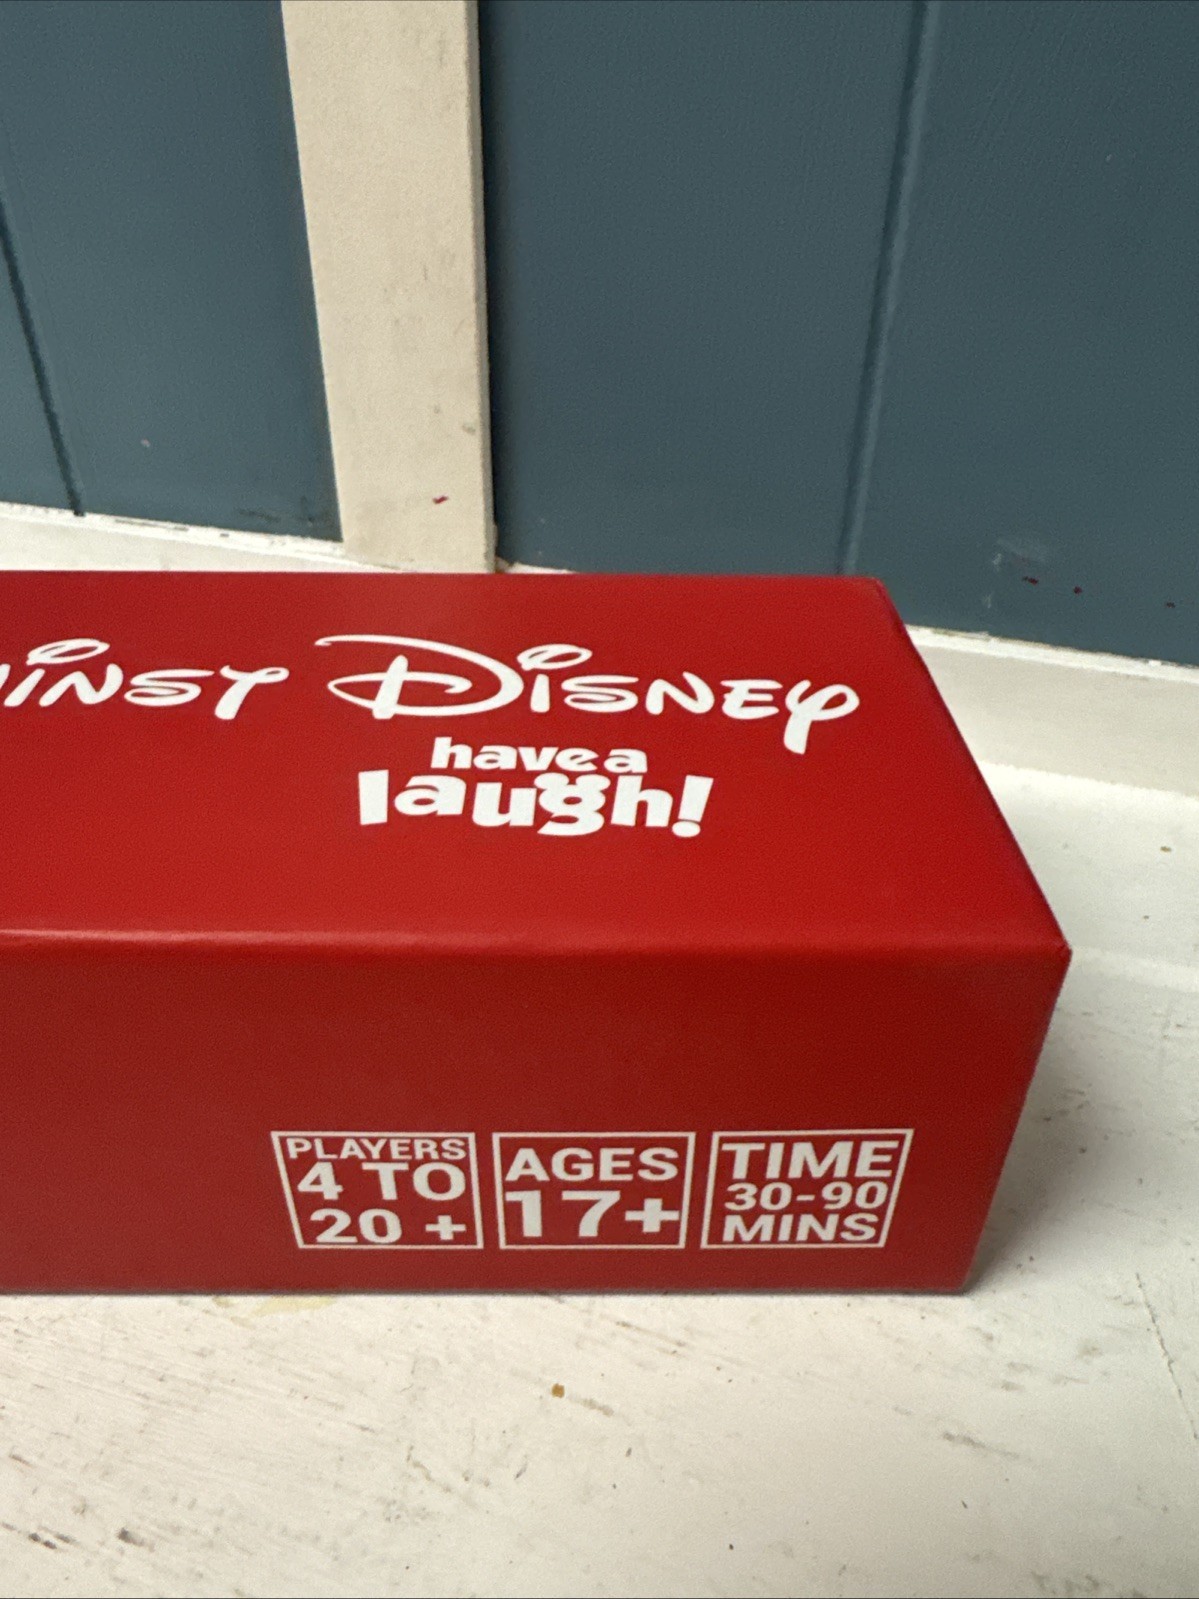 Disney
have a
laugh!
PLAYERS
4 TO
20 +
AGES
17+
TIME
30-90
MINS